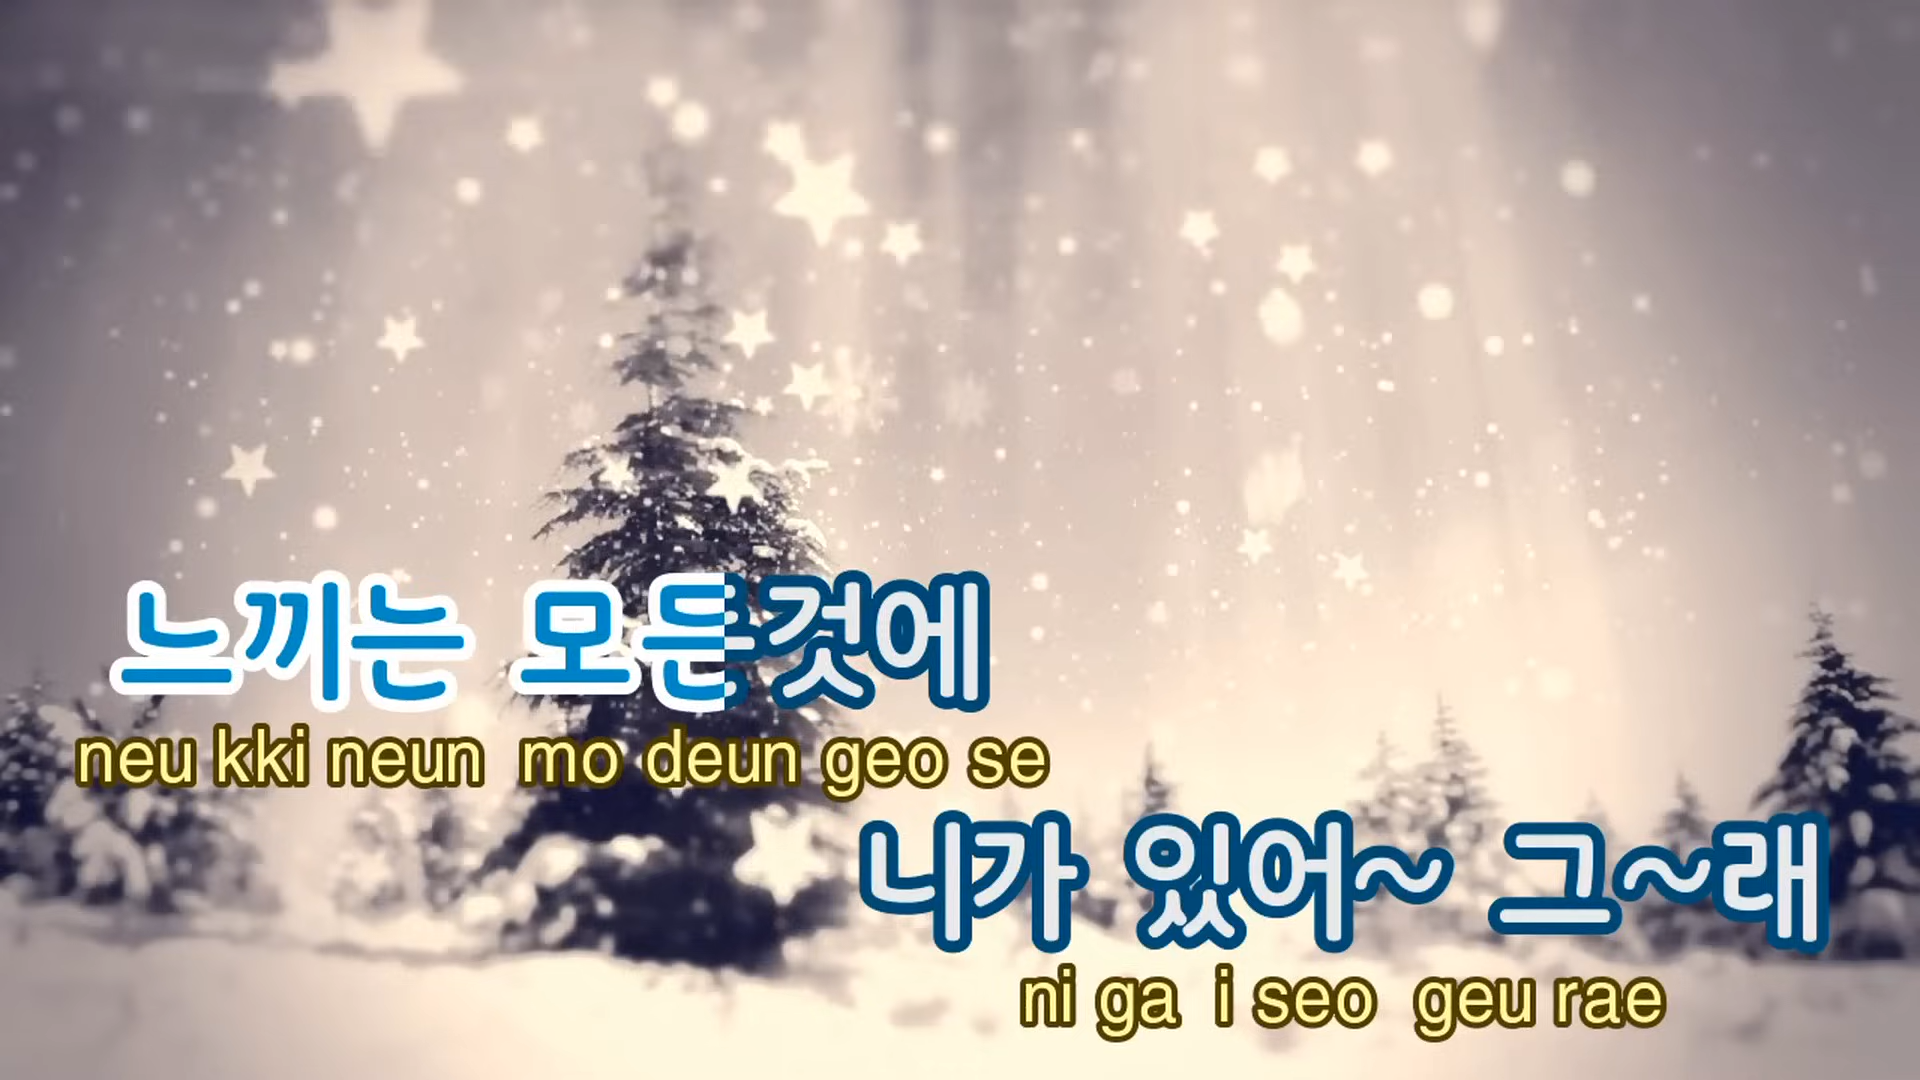 느끼는 모든것에
neu kki neun mo deun geo se
니가 있어~ 그~래
ni ga i seo geu rae